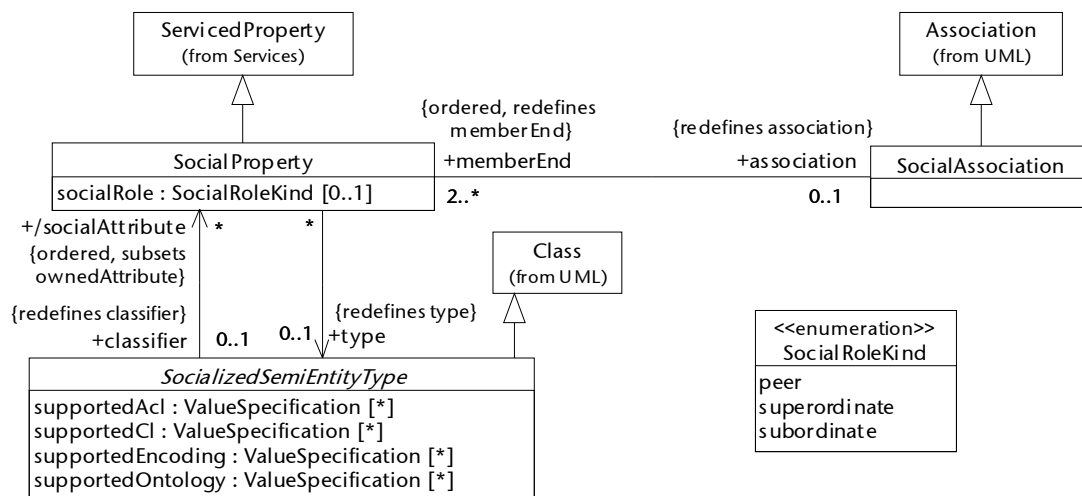 ServicedProperty
(from Services)
Association
(from UML)
{ordered, redefines
memberEnd}
{redefines association}
SocialProperty
+memberEnd
+association
SocialAssociation
socialRole : SocialRoleKind [0..1]
2..*
0..1
+/socialAttribute
*
*
{ordered, subsets
ownedAttribute}
Class
(from UML)
{redefines classifier}
+classifier
0..1
0..1
{redefines type}
+type
<<enumeration>>
SocialRoleKind
peer
superordinate
subordinate
SocializedSemiEntityType
supportedAcl : ValueSpecification [*]
supportedCl : ValueSpecification [*]
supportedEncoding : ValueSpecification [*]
supportedOntology : ValueSpecification [*]